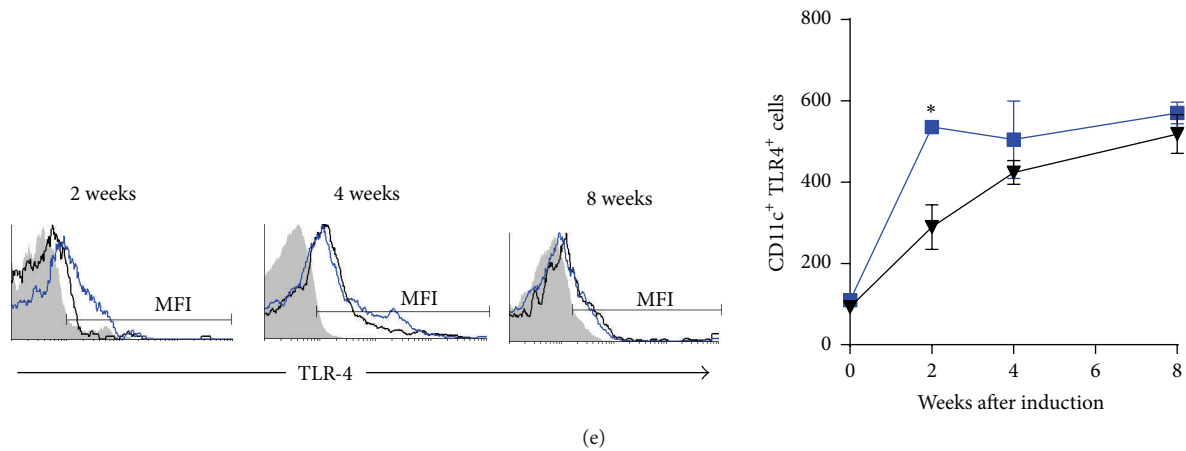 2 weeks
4 weeks
8 weeks
MFI
MFI
MFI
TLR-4
800
600
400
200
0
CD11c⁺ TLR4⁺ cells
*
0
2
4
6
8
Weeks after induction
(e)